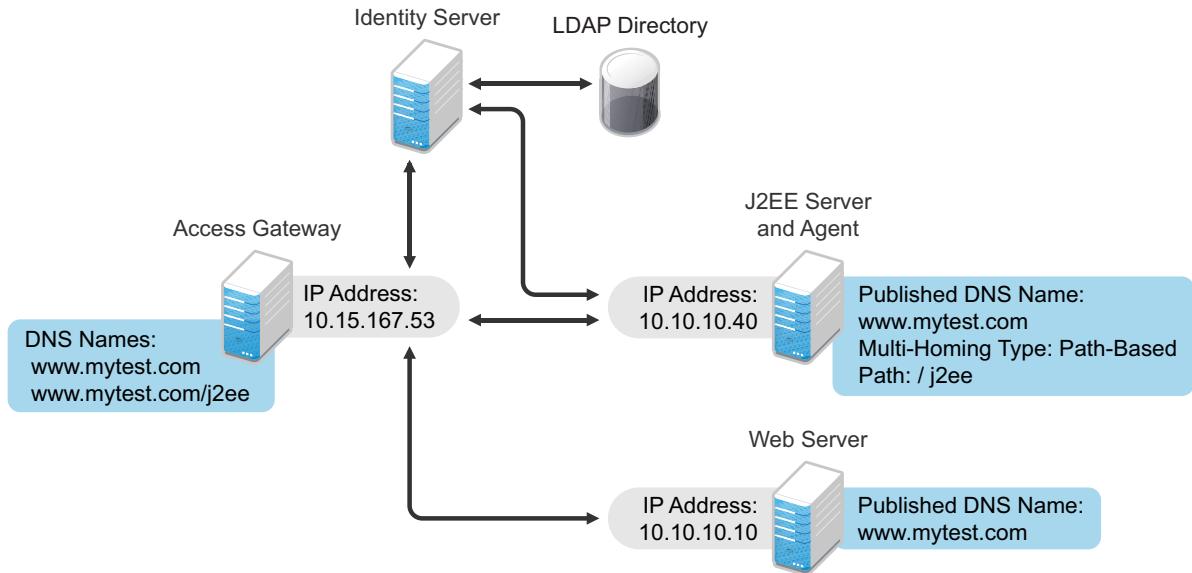 Identity Server
LDAP Directory
J2EE Server
and Agent
Access Gateway
IP Address:
10.15.167.53
DNS Names:
www.mytest.com
www.mytest.com/j2ee
IP Address:
10.10.10.40
Published DNS Name:
www.mytest.com
Multi-Homing Type: Path-Based
Path: / j2ee
Web Server
IP Address:
10.10.10.10
Published DNS Name:
www.mytest.com